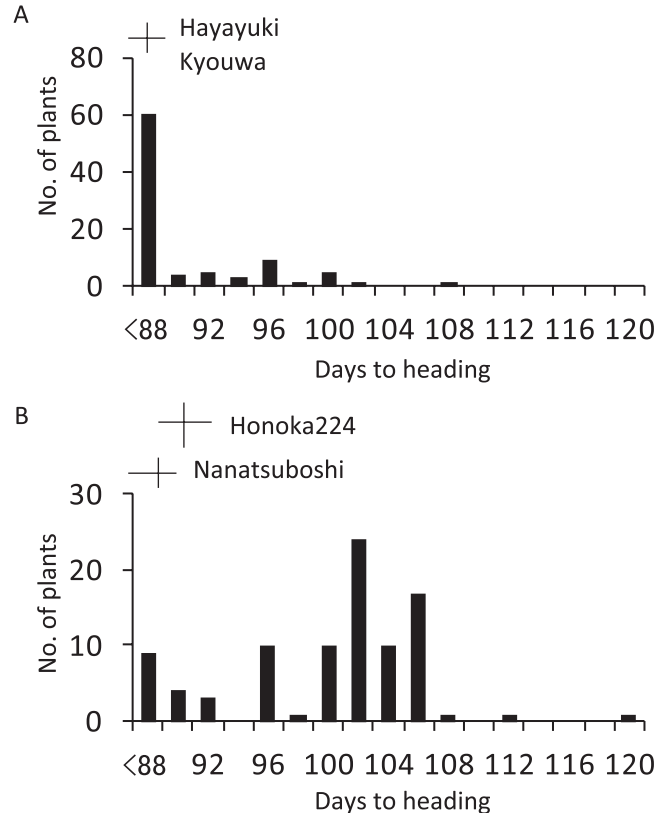 A
Hayayuki
Kyouwa
No. of plants
80
60
40
20
0
<88 92 96 100 104 108 112 116 120
Days to heading
B
Honoka224
Nanatsuboshi
No. of plants
30
20
10
0
<88 92 96 100 104 108 112 116 120
Days to heading